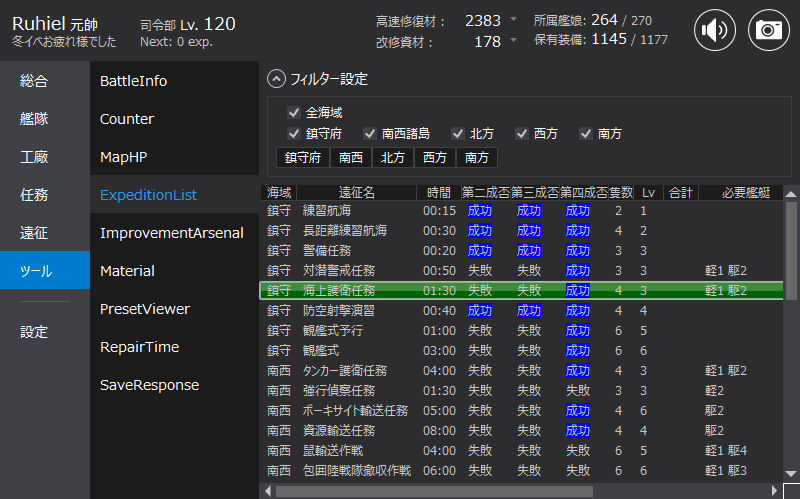 Ruhiel 元帥
冬イベお疲れ様でした
司令部 Lv. 120
Next: 0 exp.
高速修復材： 2383
改修資材： 178
所属艦娘: 264 / 270
保有装備: 1145 / 1177
総合
艦隊
工廠
任務
遠征
ツール
設定
BattleInfo
Counter
MapHP
ExpeditionList
ImprovementArsenal
Material
PresetViewer
RepairTime
SaveResponse
フィルター設定
全海域
鎮守府 南西諸島 北方 西方 南方
鎮守府 南西 北方 西方 南方
海域 遠征名 時間 第二成否 第三成否 第四成否 隻数 Lv 合計 必要艦艇
鎮守 練習航海 00:15 成功 成功 成功 2 1
鎮守 長距離練習航海 00:30 成功 成功 成功 4 2
鎮守 警備任務 00:20 成功 成功 成功 3 3
鎮守 対潜警戒任務 00:50 失敗 失敗 成功 3 3 軽1 駆2
鎮守 海上護衛任務 01:30 失敗 失敗 成功 4 3 軽1 駆2
鎮守 防空射撃演習 00:40 成功 成功 成功 4 4
鎮守 観艦式予行 01:00 失敗 失敗 成功 6 5
鎮守 観艦式 03:00 失敗 失敗 成功 6 6
南西 タンカー護衛任務 04:00 失敗 失敗 成功 4 3 軽1 駆2
南西 強行偵察任務 01:30 失敗 失敗 失敗 3 3 軽2
南西 ボーキサイト輸送任務 05:00 失敗 失敗 成功 4 6 駆2
南西 資源輸送任務 08:00 失敗 失敗 成功 4 4 駆2
南西 鼠輸送作戦 04:00 失敗 失敗 失敗 6 5 軽1 駆4
南西 包囲陸戦隊撤収作戦 06:00 失敗 失敗 失敗 6 6 軽1 駆3